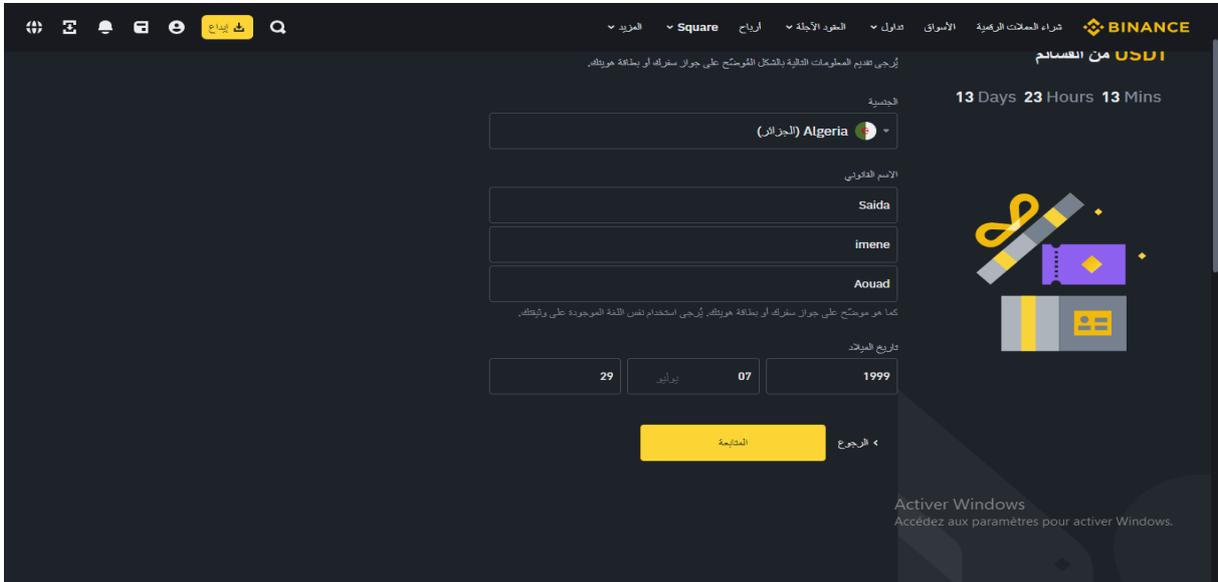 BINANCE شراء العملات الرقمية الأسواق تداول العقود الآجلة أرباح Square المزيد إيداع
USDT من القسائم
13 Days 23 Hours 13 Mins
يُرجى تقديم المعلومات التالية بالشكل المُوضَّح على جواز سفرك أو بطاقة هويتك.
الجنسية
Algeria (الجزائر)
الاسم القانوني
Saida
imene
Aouad
كما هو موضَّح على جواز سفرك أو بطاقة هويتك. يُرجى استخدام نفس اللغة الموجودة على وثيقتك.
تاريخ الميلاد
1999 07 يوليو 29
الرجوع المتابعة
Activer Windows
Accédez aux paramètres pour activer Windows.